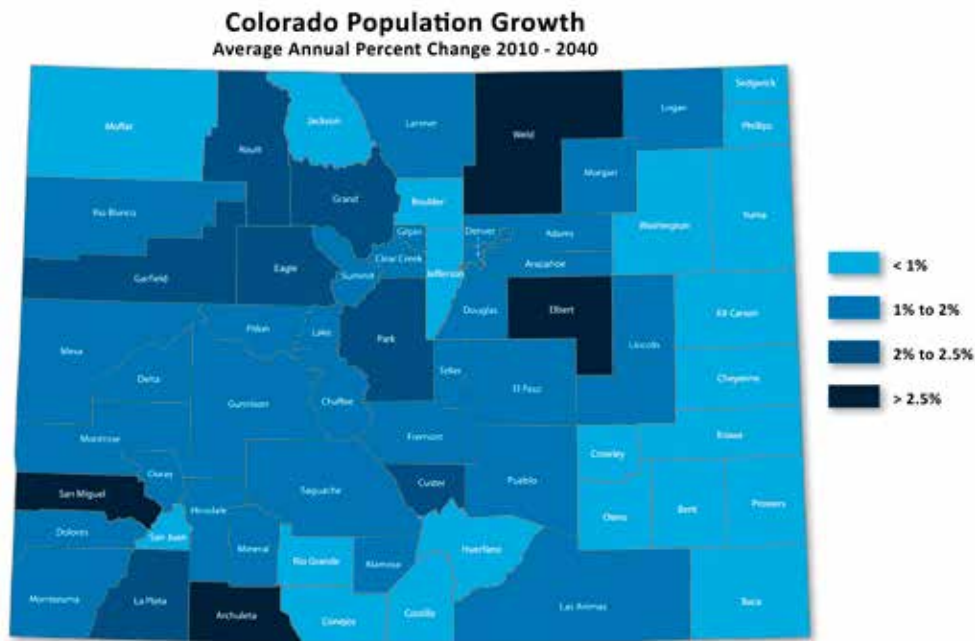 Colorado Population Growth
Average Annual Percent Change 2010 - 2040
Sedgwick
Moffat
Jackson
Larimer
Logan
Weld
Phillips
Routt
Morgan
Grand
Rio Blanco
Boulder
Washington
Yuma
Gilpin
Denver
Adams
Clear Creek
Arapahoe
Eagle
Summit
Jefferson
< 1%
Garfield
Douglas
Elbert
Kit Carson
1% to 2%
Pitkin
Lake
Park
Lincoln
Mesa
2% to 2.5%
Delta
Teller
Cheyenne
El Paso
Gunnison
Chaffee
> 2.5%
Montrose
Fremont
Kiowa
Crowley
Ouray
Custer
Pueblo
San Miguel
Saguache
Hinsdale
Otero
Bent
Prowers
Dolores
San Juan
Mineral
Rio Grande
Alamosa
Huerfano
Montezuma
La Plata
Archuleta
Conejos
Costilla
Las Animas
Baca